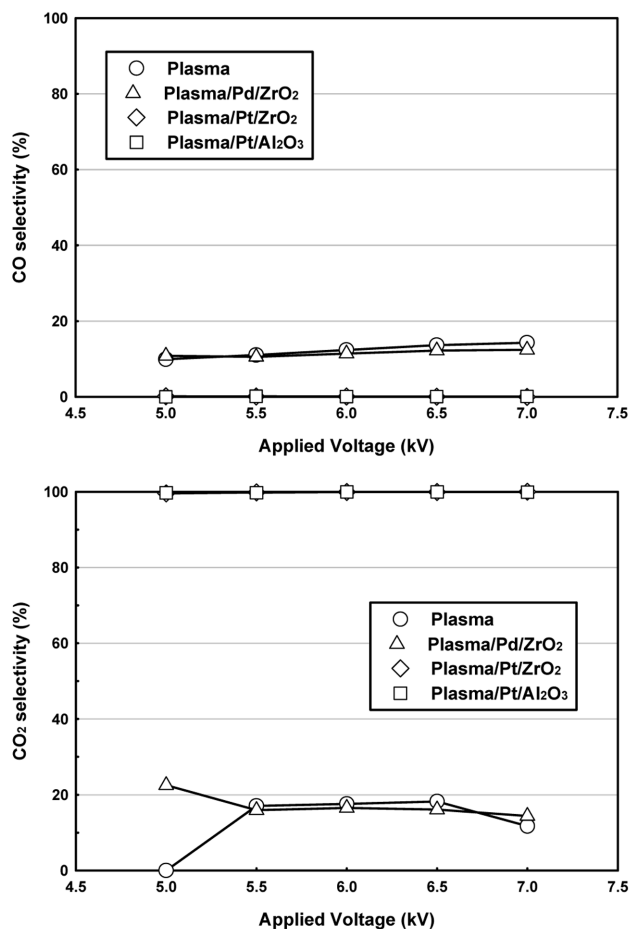 100
80
60
40
20
0
CO selectivity (%)
Plasma
Plasma/Pd/ZrO₂
Plasma/Pt/ZrO₂
Plasma/Pt/Al₂O₃
4.5 5.0 5.5 6.0 6.5 7.0 7.5
Applied Voltage (kV)
100
80
60
40
20
0
CO₂ selectivity (%)
Plasma
Plasma/Pd/ZrO₂
Plasma/Pt/ZrO₂
Plasma/Pt/Al₂O₃
4.5 5.0 5.5 6.0 6.5 7.0 7.5
Applied Voltage (kV)